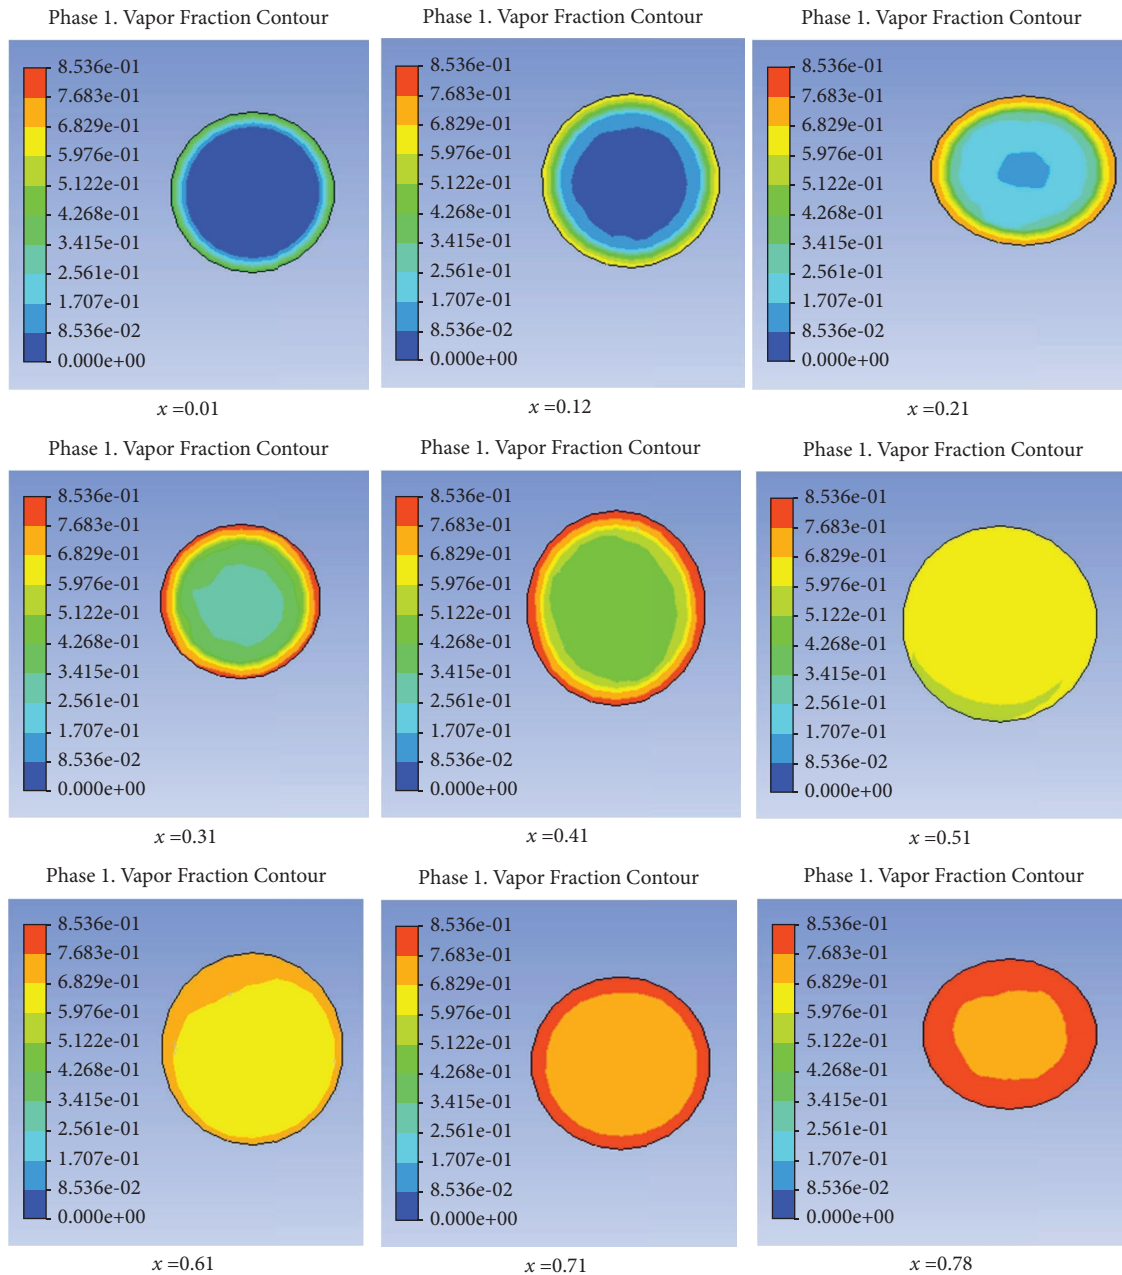 Phase 1. Vapor Fraction Contour
8.536e-01
7.683e-01
6.829e-01
5.976e-01
5.122e-01
4.268e-01
3.415e-01
2.561e-01
1.707e-01
8.536e-02
0.000e+00
x =0.01
Phase 1. Vapor Fraction Contour
8.536e-01
7.683e-01
6.829e-01
5.976e-01
5.122e-01
4.268e-01
3.415e-01
2.561e-01
1.707e-01
8.536e-02
0.000e+00
x =0.12
Phase 1. Vapor Fraction Contour
8.536e-01
7.683e-01
6.829e-01
5.976e-01
5.122e-01
4.268e-01
3.415e-01
2.561e-01
1.707e-01
8.536e-02
0.000e+00
x =0.21
Phase 1. Vapor Fraction Contour
8.536e-01
7.683e-01
6.829e-01
5.976e-01
5.122e-01
4.268e-01
3.415e-01
2.561e-01
1.707e-01
8.536e-02
0.000e+00
x =0.31
Phase 1. Vapor Fraction Contour
8.536e-01
7.683e-01
6.829e-01
5.976e-01
5.122e-01
4.268e-01
3.415e-01
2.561e-01
1.707e-01
8.536e-02
0.000e+00
x =0.41
Phase 1. Vapor Fraction Contour
8.536e-01
7.683e-01
6.829e-01
5.976e-01
5.122e-01
4.268e-01
3.415e-01
2.561e-01
1.707e-01
8.536e-02
0.000e+00
x =0.51
Phase 1. Vapor Fraction Contour
8.536e-01
7.683e-01
6.829e-01
5.976e-01
5.122e-01
4.268e-01
3.415e-01
2.561e-01
1.707e-01
8.536e-02
0.000e+00
x =0.61
Phase 1. Vapor Fraction Contour
8.536e-01
7.683e-01
6.829e-01
5.976e-01
5.122e-01
4.268e-01
3.415e-01
2.561e-01
1.707e-01
8.536e-02
0.000e+00
x =0.71
Phase 1. Vapor Fraction Contour
8.536e-01
7.683e-01
6.829e-01
5.976e-01
5.122e-01
4.268e-01
3.415e-01
2.561e-01
1.707e-01
8.536e-02
0.000e+00
x =0.78